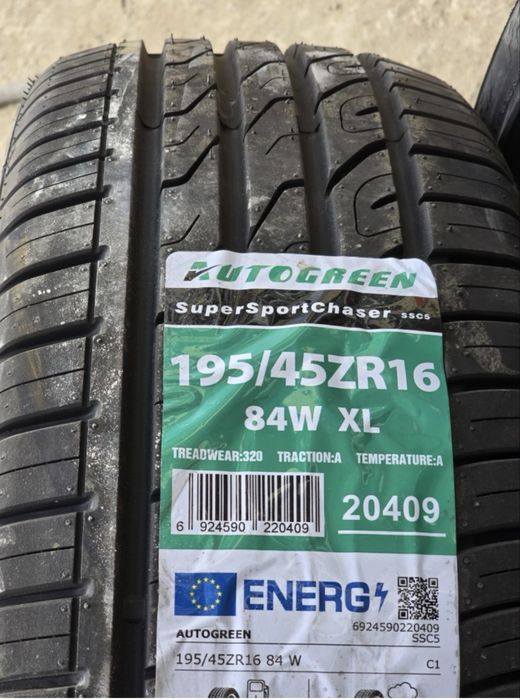 AUTOGREEN
SuperSportChaser SSC5
195/45ZR16
84W XL
TREADWEAR:320 TRACTION:A TEMPERATURE:A
6 924590 220409
20409
ENERG
6924590220409
AUTOGREEN SSC5
195/45ZR16 84 W C1